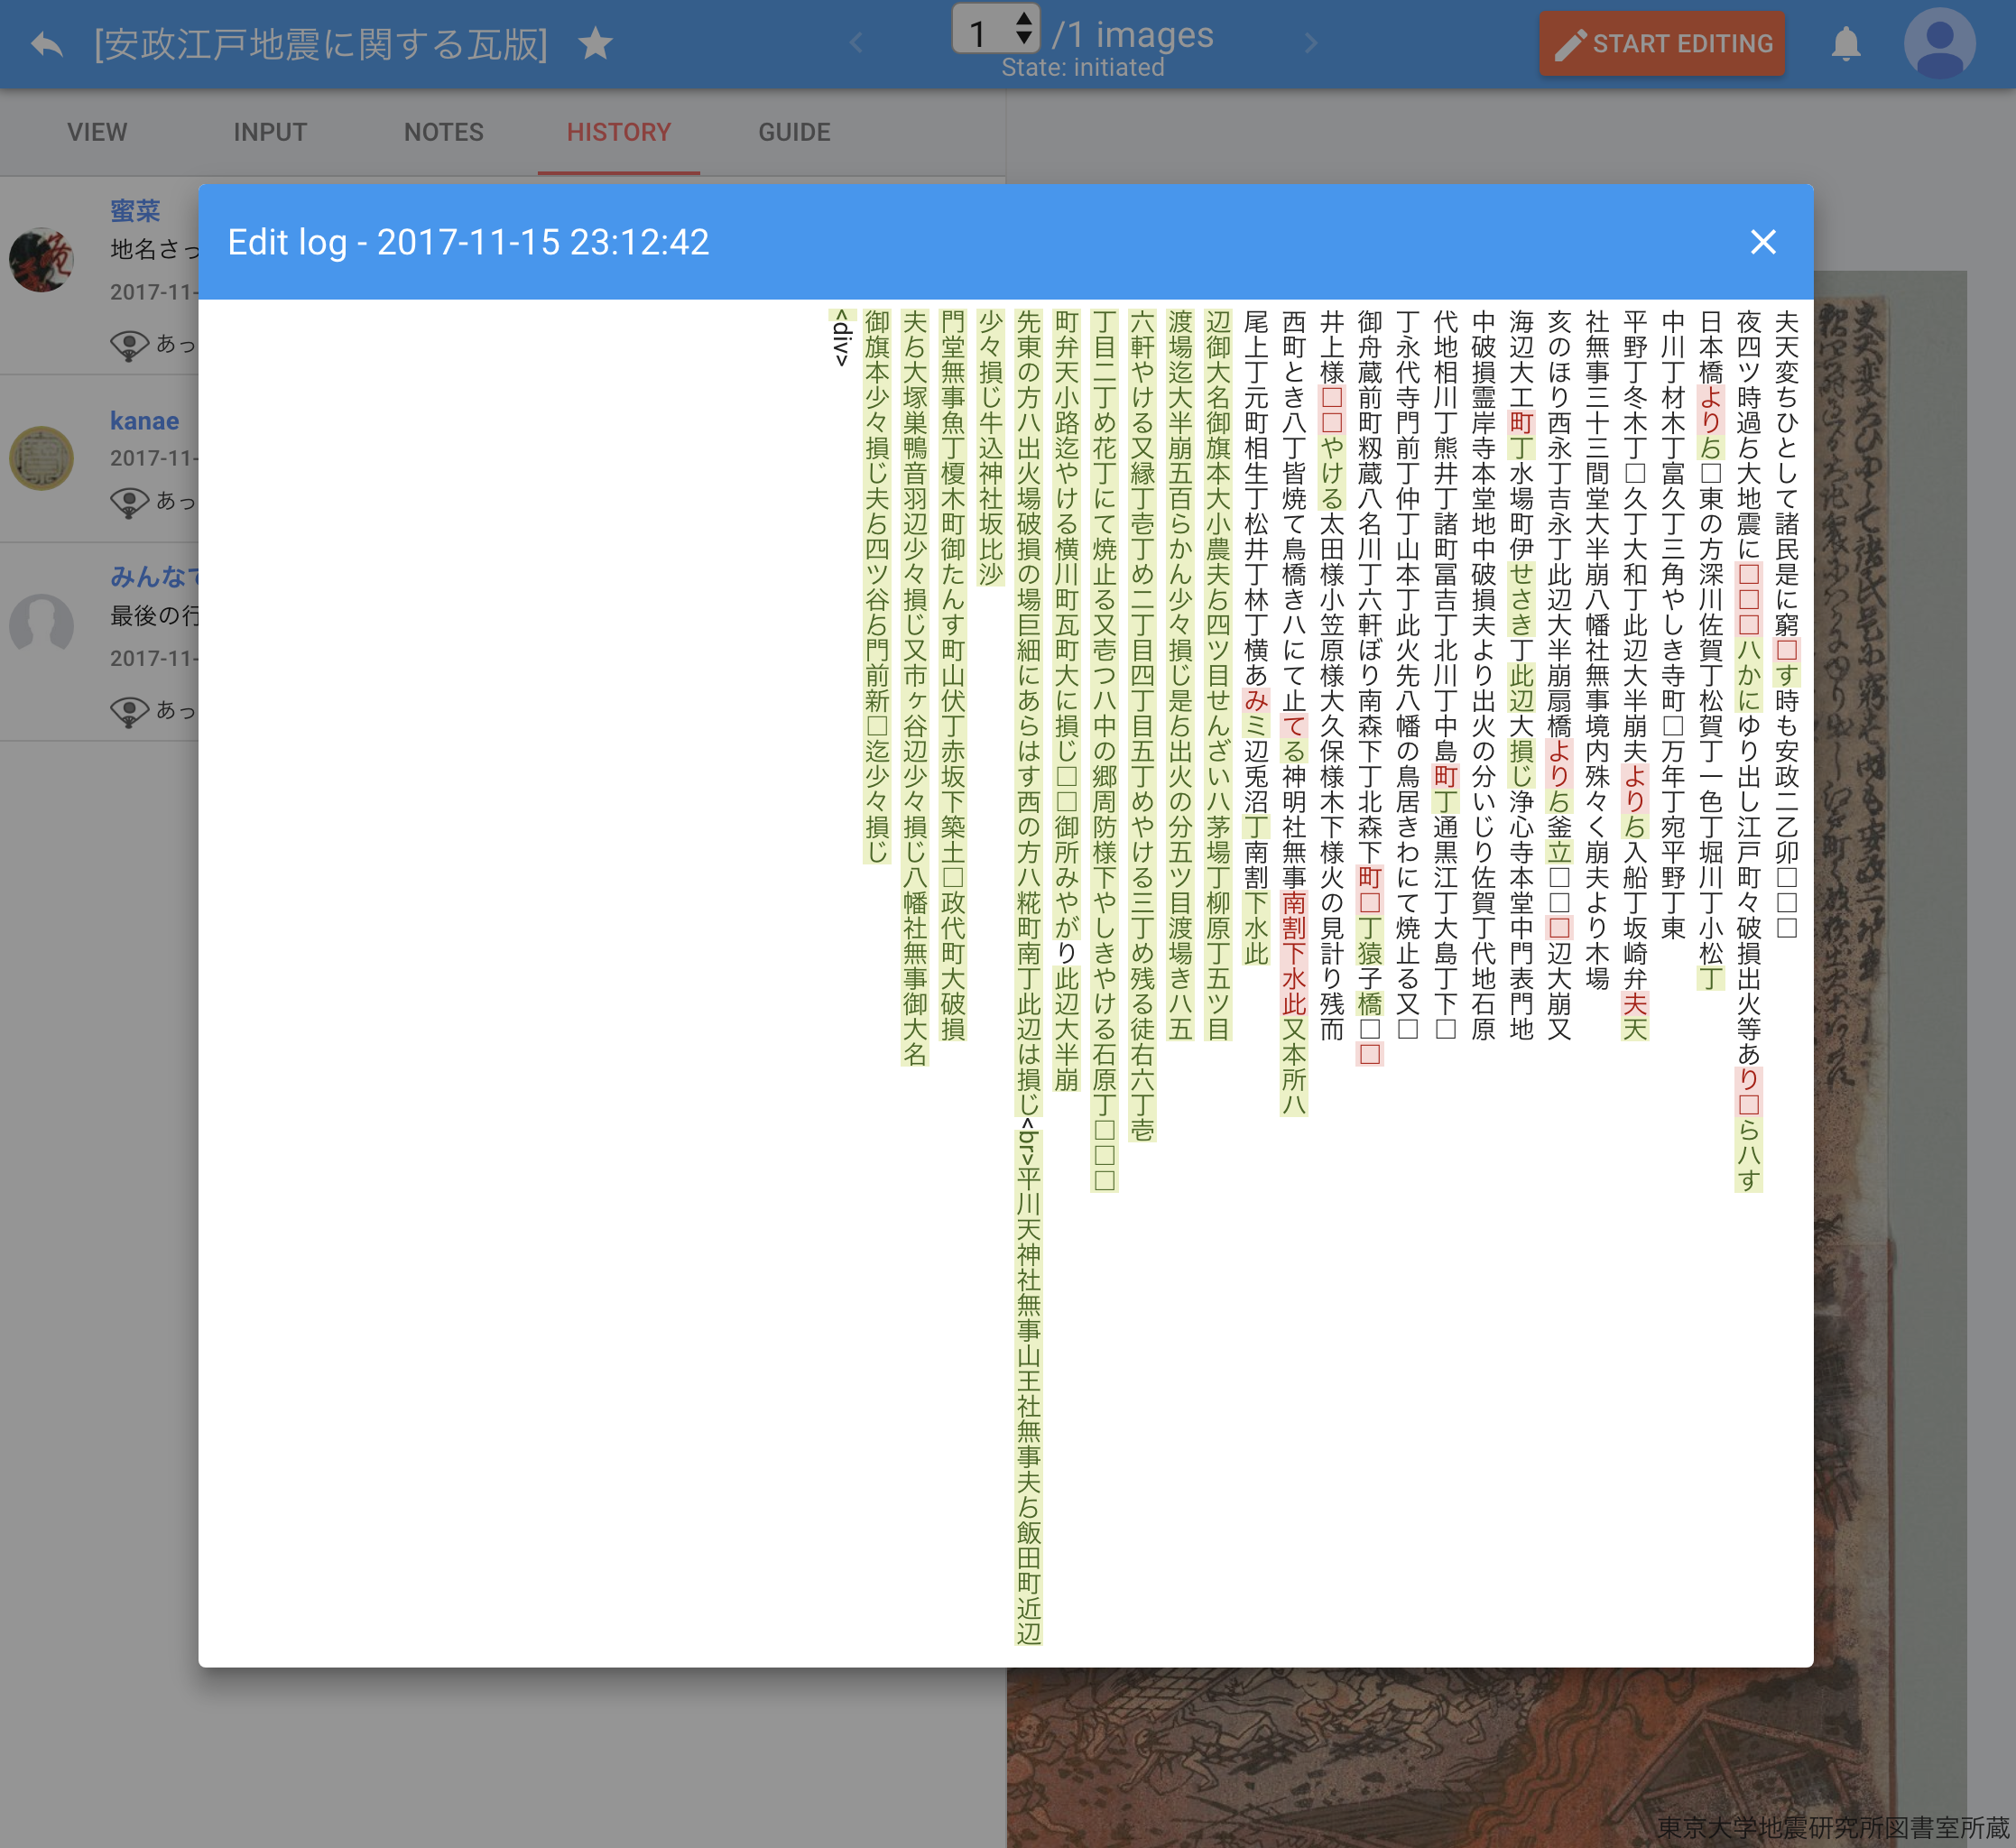 [安政江戸地震に関する瓦版]
1 /1 images
State: initiated
START EDITING
VIEW
INPUT
NOTES
HISTORY
GUIDE
蜜菜
地名さっ
2017-11-
あっ
kanae
2017-11-
あっ
みんなで
最後の行
2017-11-
あっ
Edit log - 2017-11-15 23:12:42
夫天変ちひとして諸民是に窮□す時も安政二乙卯□□□
夜四ツ時過ゟ大地震に□□□八かにゆり出し江戸町々破損出火等あり□ら八す
日本橋よりゟ□東の方深川佐賀丁松賀丁一色丁堀川丁小松丁
中川丁材木丁富久丁三角やしき寺町□万年丁宛平野丁東
平野丁冬木丁□久丁大和丁此辺大半崩夫よりゟ入船丁坂崎弁夫天
社無事三十三間堂大半崩八幡社無事境内殊々く崩夫より木場
亥のほり西永丁吉永丁此辺大半崩扇橋よりゟ釜立□□□辺大崩又
海辺大工町丁水場町伊せさき丁此辺大損じ浄心寺本堂中門表門地
中破損霊岸寺本堂地中破損夫より出火の分いじり佐賀丁代地石原
代地相川丁熊井丁諸町冨吉丁北川丁中島町丁通黒江丁大島丁下□
丁永代寺門前丁仲丁山本丁此火先八幡の鳥居きわにて焼止る又□
御舟蔵前町籾蔵八名川丁六軒ぼり南森下丁北森下町□丁猿子橋□□
井上様□□やける太田様小笠原様大久保様木下様火の見計り残而
西町とき八丁皆焼て鳥橋き八にて止てる神明社無事南割下水此又本所八
尾上丁元町相生丁松井丁林丁横あみミ辺兎沼丁南割下水此
辺御大名御旗本大小農夫ゟ四ツ目せんざい八茅場丁柳原丁五ツ目
渡場迄大半崩五百らかん少々損じ是ゟ出火の分五ツ目渡場き八五
六軒やける又縁丁壱丁め二丁目四丁目五丁めやける三丁め残る徒右六丁壱
丁目二丁め花丁にて焼止る又壱つ八中の郷周防様下やしきやける石原丁□□□
町弁天小路迄やける横川町瓦町大に損じ□□御所みやがり此辺大半崩
先東の方八出火場破損の場巨細にあらはす西の方八糀町南丁此辺は損じ<br>平川天神社無事山王社無事夫ゟ飯田町近辺
少々損じ牛込神社坂比沙
門堂無事魚丁榎木町御たんす町山伏丁赤坂下築土□政代町大破損
夫ゟ大塚巣鴨音羽辺少々損じ又市ヶ谷辺少々損じ八幡社無事御大名
御旗本少々損じ夫ゟ四ツ谷ゟ門前新□迄少々損じ
<div>
東京大学地震研究所図書室所蔵